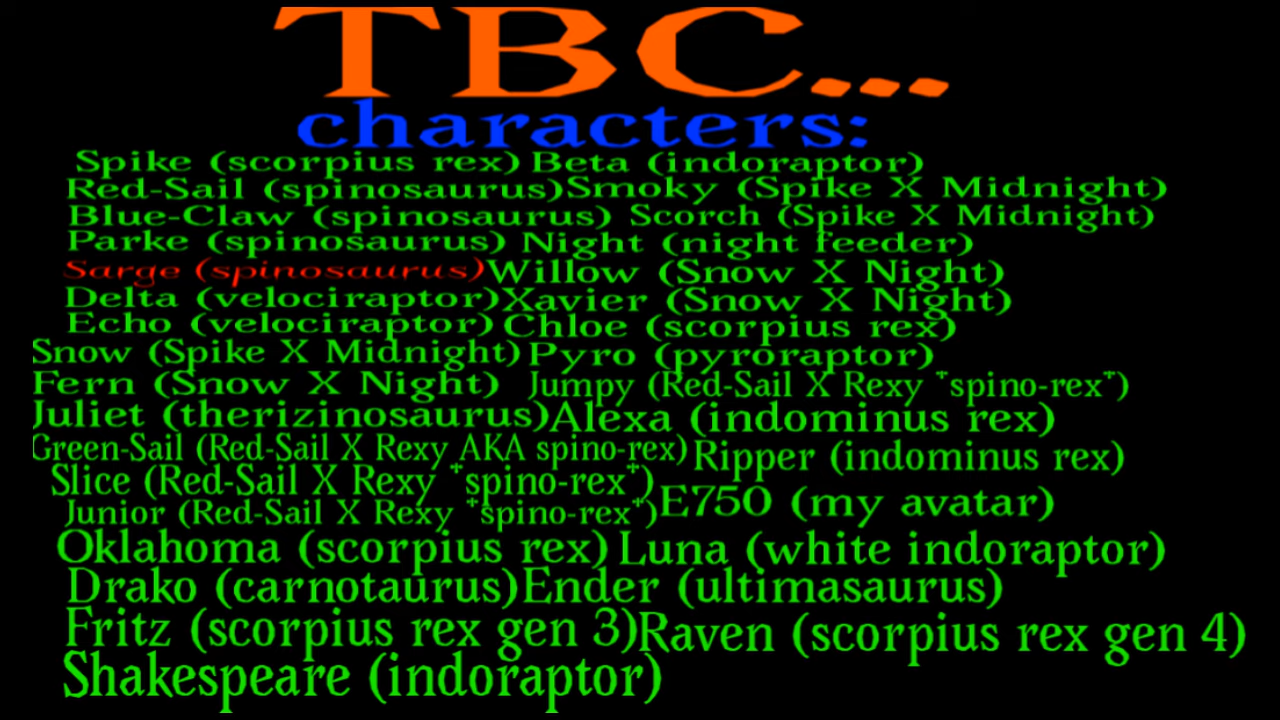 TBC...
characters:
Spike (scorpius rex) Beta (indoraptor)
Red-Sail (spinosaurus) Smoky (Spike X Midnight)
Blue-Claw (spinosaurus) Scorch (Spike X Midnight)
Parke (spinosaurus) Night (night feeder)
Sarge (spinosaurus) Willow (Snow X Night)
Delta (velociraptor) Xavier (Snow X Night)
Echo (velociraptor) Chloe (scorpius rex)
Snow (Spike X Midnight) Pyro (pyroraptor)
Fern (Snow X Night) Jumpy (Red-Sail X Rexy *spino-rex*)
Juliet (therizinosaurus) Alexa (indominus rex)
Green-Sail (Red-Sail X Rexy AKA spino-rex) Ripper (indominus rex)
Slice (Red-Sail X Rexy *spino-rex*)
Junior (Red-Sail X Rexy *spino-rex*) E750 (my avatar)
Oklahoma (scorpius rex) Luna (white indoraptor)
Drako (carnotaurus) Ender (ultimasaurus)
Fritz (scorpius rex gen 3) Raven (scorpius rex gen 4)
Shakespeare (indoraptor)